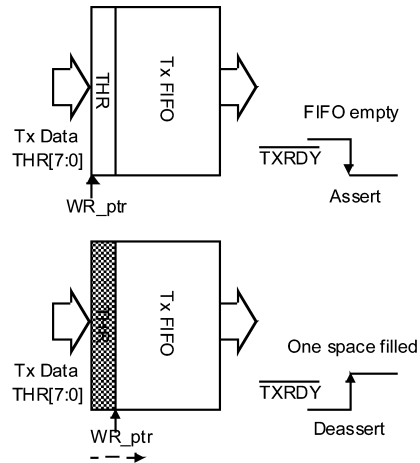 THR
Tx FIFO
FIFO empty
Tx Data
THR[7:0]
TXRDY
Assert
WR_ptr
THR
Tx FIFO
One space filled
Tx Data
THR[7:0]
TXRDY
Deassert
WR_ptr